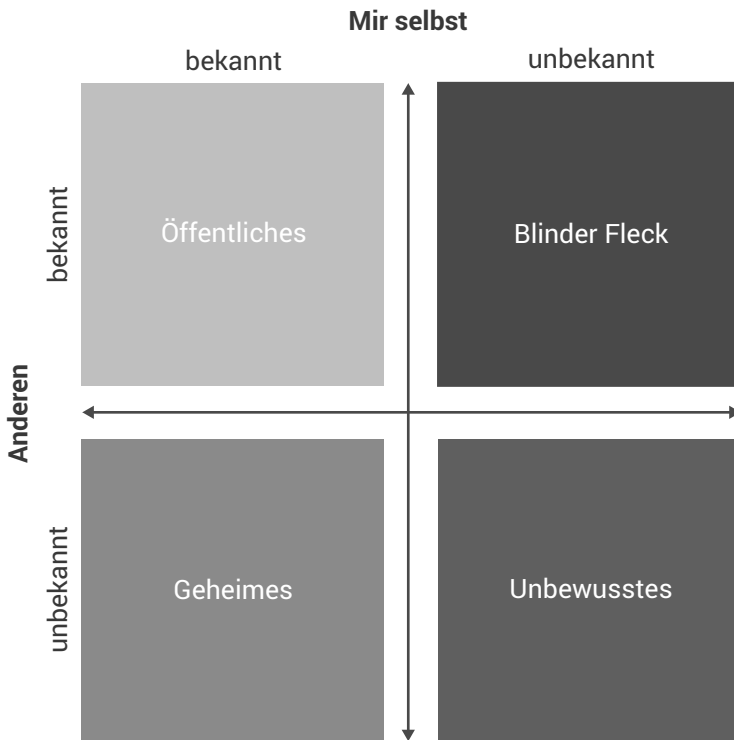 Mir selbst
bekannt
unbekannt
bekannt
Öffentliches
Blinder Fleck
Anderen
unbekannt
Geheimes
Unbewusstes